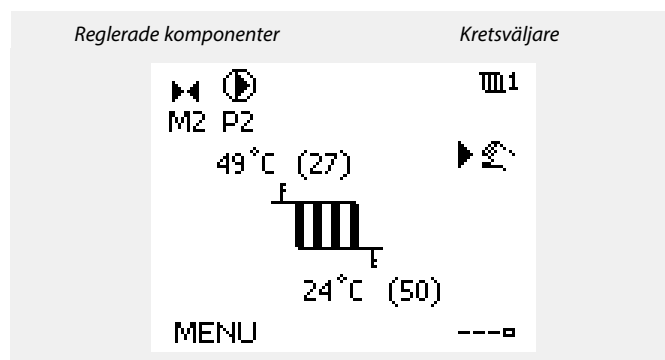 Reglerade komponenter Kretsväljare
1
M2 P2
49°C (27)
24°C (50)
MENU ---